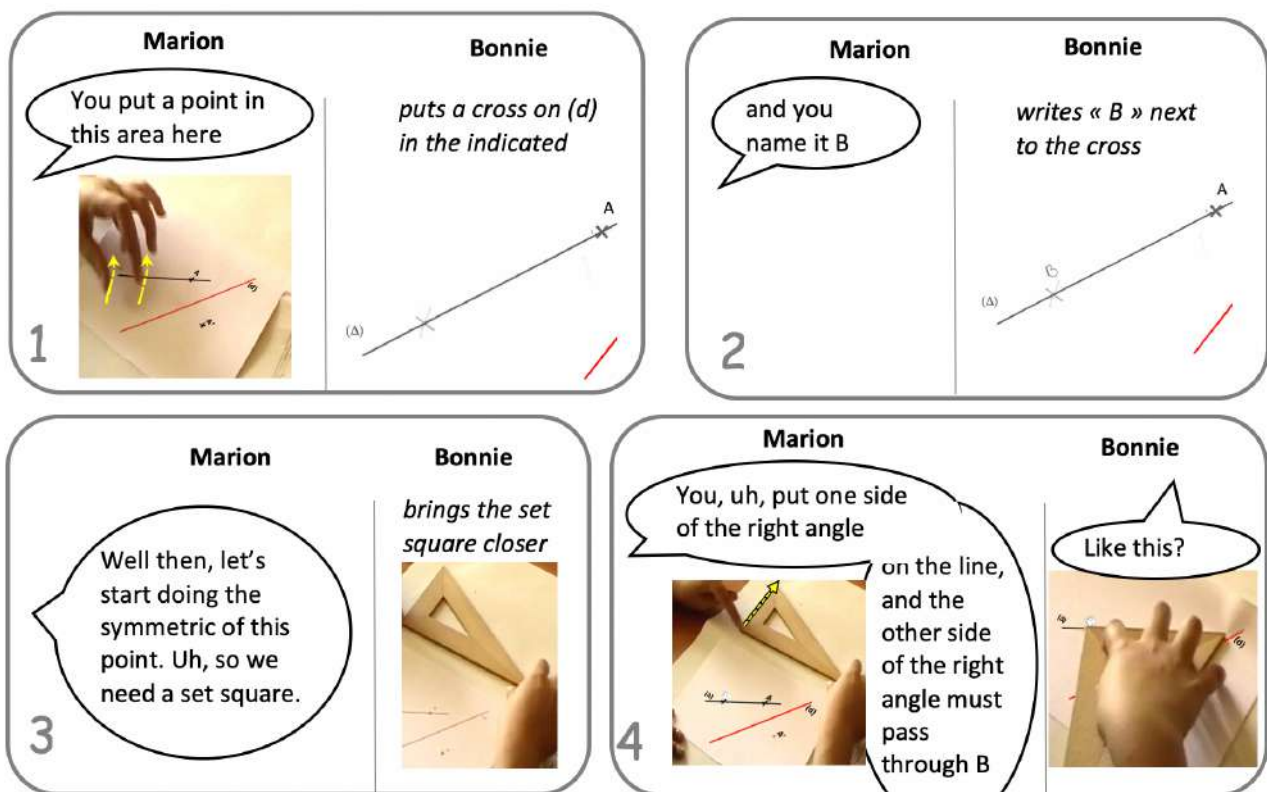 Marion
Bonnie
You put a point in
this area here
puts a cross on (d)
in the indicated
A
(Δ)
A
(d)
1
Marion
Bonnie
and you
name it B
writes « B » next
to the cross
A
B
(Δ)
2
Marion
Bonnie
Well then, let's
start doing the
symmetric of this
point. Uh, so we
need a set square.
brings the set
square closer
3
Marion
Bonnie
You, uh, put one side
of the right angle
on the line,
and the
other side
of the right
angle must
pass
through B
Like this?
A
(d)
(d)
4